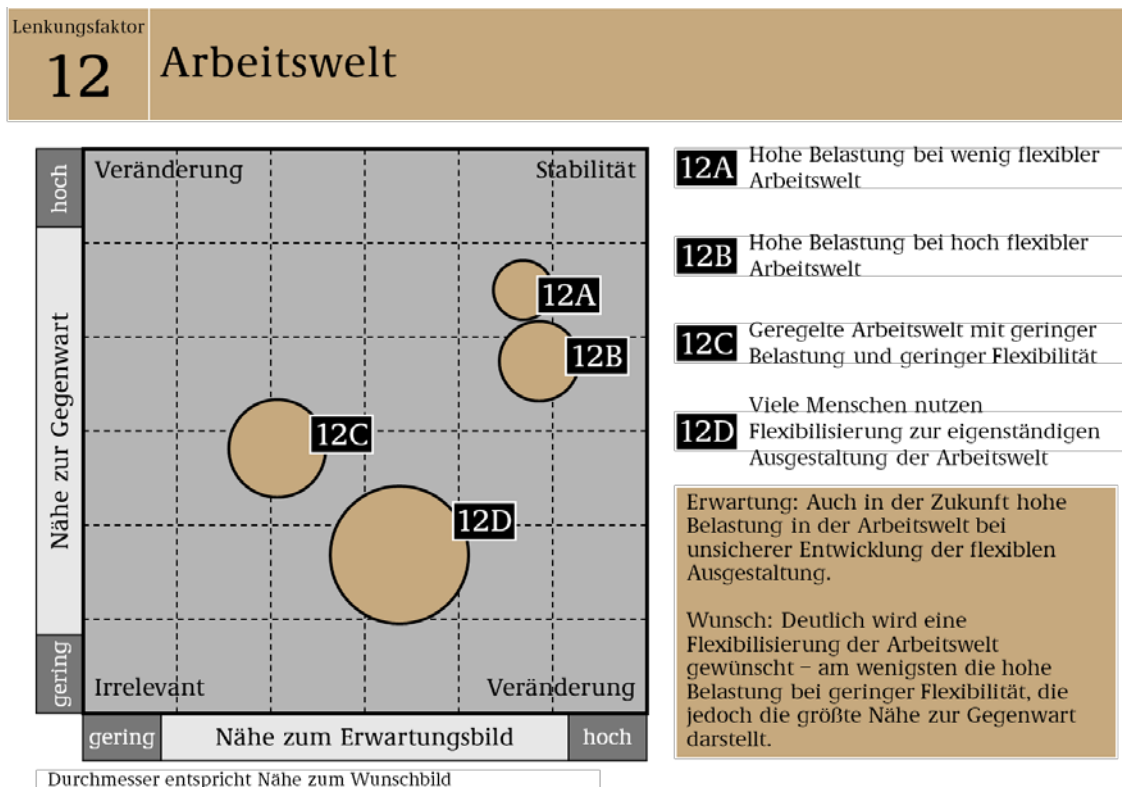 Lenkungsfaktor
12
Arbeitswelt
hoch
Nähe zur Gegenwart
gering
Veränderung
Stabilität
12A
12B
12C
12D
Irrelevant
Veränderung
gering
Nähe zum Erwartungsbild
hoch
Durchmesser entspricht Nähe zum Wunschbild
12A
Hohe Belastung bei wenig flexibler
Arbeitswelt
12B
Hohe Belastung bei hoch flexibler
Arbeitswelt
12C
Geregelte Arbeitswelt mit geringer
Belastung und geringer Flexibilität
12D
Viele Menschen nutzen
Flexibilisierung zur eigenständigen
Ausgestaltung der Arbeitswelt
Erwartung: Auch in der Zukunft hohe
Belastung in der Arbeitswelt bei
unsicherer Entwicklung der flexiblen
Ausgestaltung.
Wunsch: Deutlich wird eine
Flexibilisierung der Arbeitswelt
gewünscht – am wenigsten die hohe
Belastung bei geringer Flexibilität, die
jedoch die größte Nähe zur Gegenwart
darstellt.